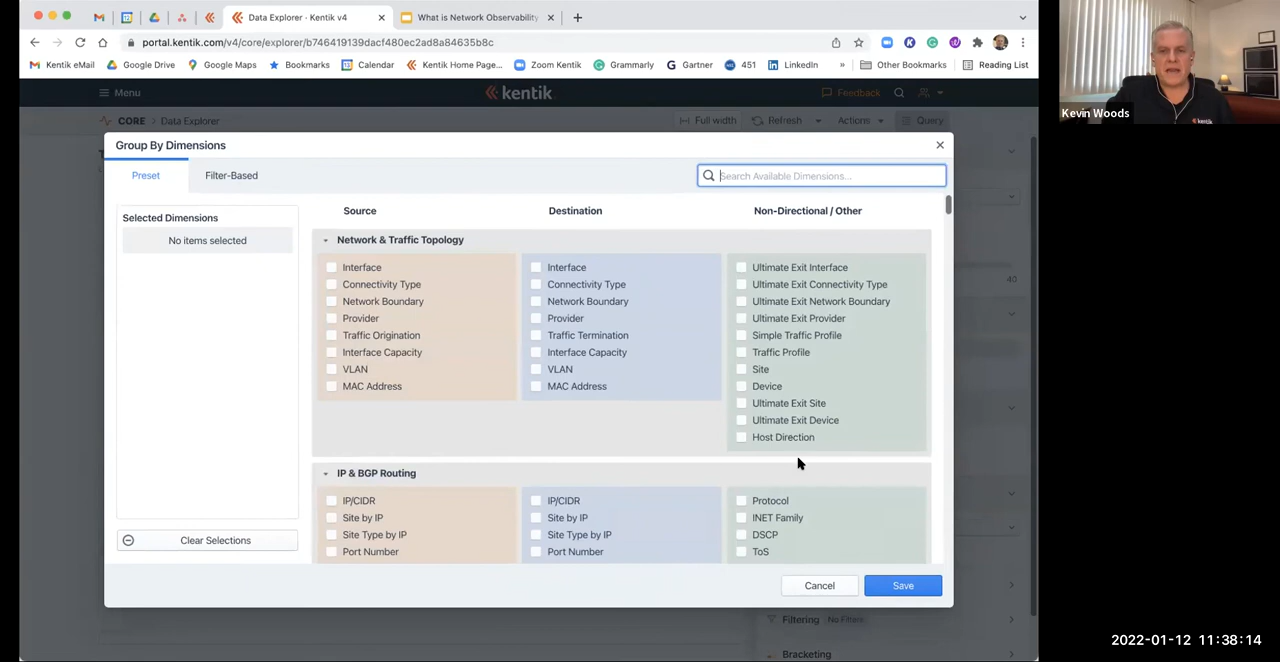 Data Explorer · Kentik v4
What is Network Observability
portal.kentik.com/v4/core/explorer/b746419139dacf480ec2ad8a84635b8c
Kentik eMail
Google Drive
Google Maps
Bookmarks
Calendar
Kentik Home Page...
Zoom Kentik
Grammarly
Gartner
451
LinkedIn
»
Other Bookmarks
Reading List
Kevin Woods
Menu
kentik
Feedback
CORE > Data Explorer
Full width
Refresh
Actions
Query
Group By Dimensions
Preset
Filter-Based
Search Available Dimensions...
Selected Dimensions
No items selected
Clear Selections
Source
Destination
Non-Directional / Other
Network & Traffic Topology
Interface
Connectivity Type
Network Boundary
Provider
Traffic Origination
Interface Capacity
VLAN
MAC Address
Interface
Connectivity Type
Network Boundary
Provider
Traffic Termination
Interface Capacity
VLAN
MAC Address
Ultimate Exit Interface
Ultimate Exit Connectivity Type
Ultimate Exit Network Boundary
Ultimate Exit Provider
Simple Traffic Profile
Traffic Profile
Site
Device
Ultimate Exit Site
Ultimate Exit Device
Host Direction
IP & BGP Routing
IP/CIDR
Site by IP
Site Type by IP
Port Number
IP/CIDR
Site by IP
Site Type by IP
Port Number
Protocol
INET Family
DSCP
ToS
Cancel
Save
40
Filtering
No Filters
Bracketing
2022-01-12 11:38:14